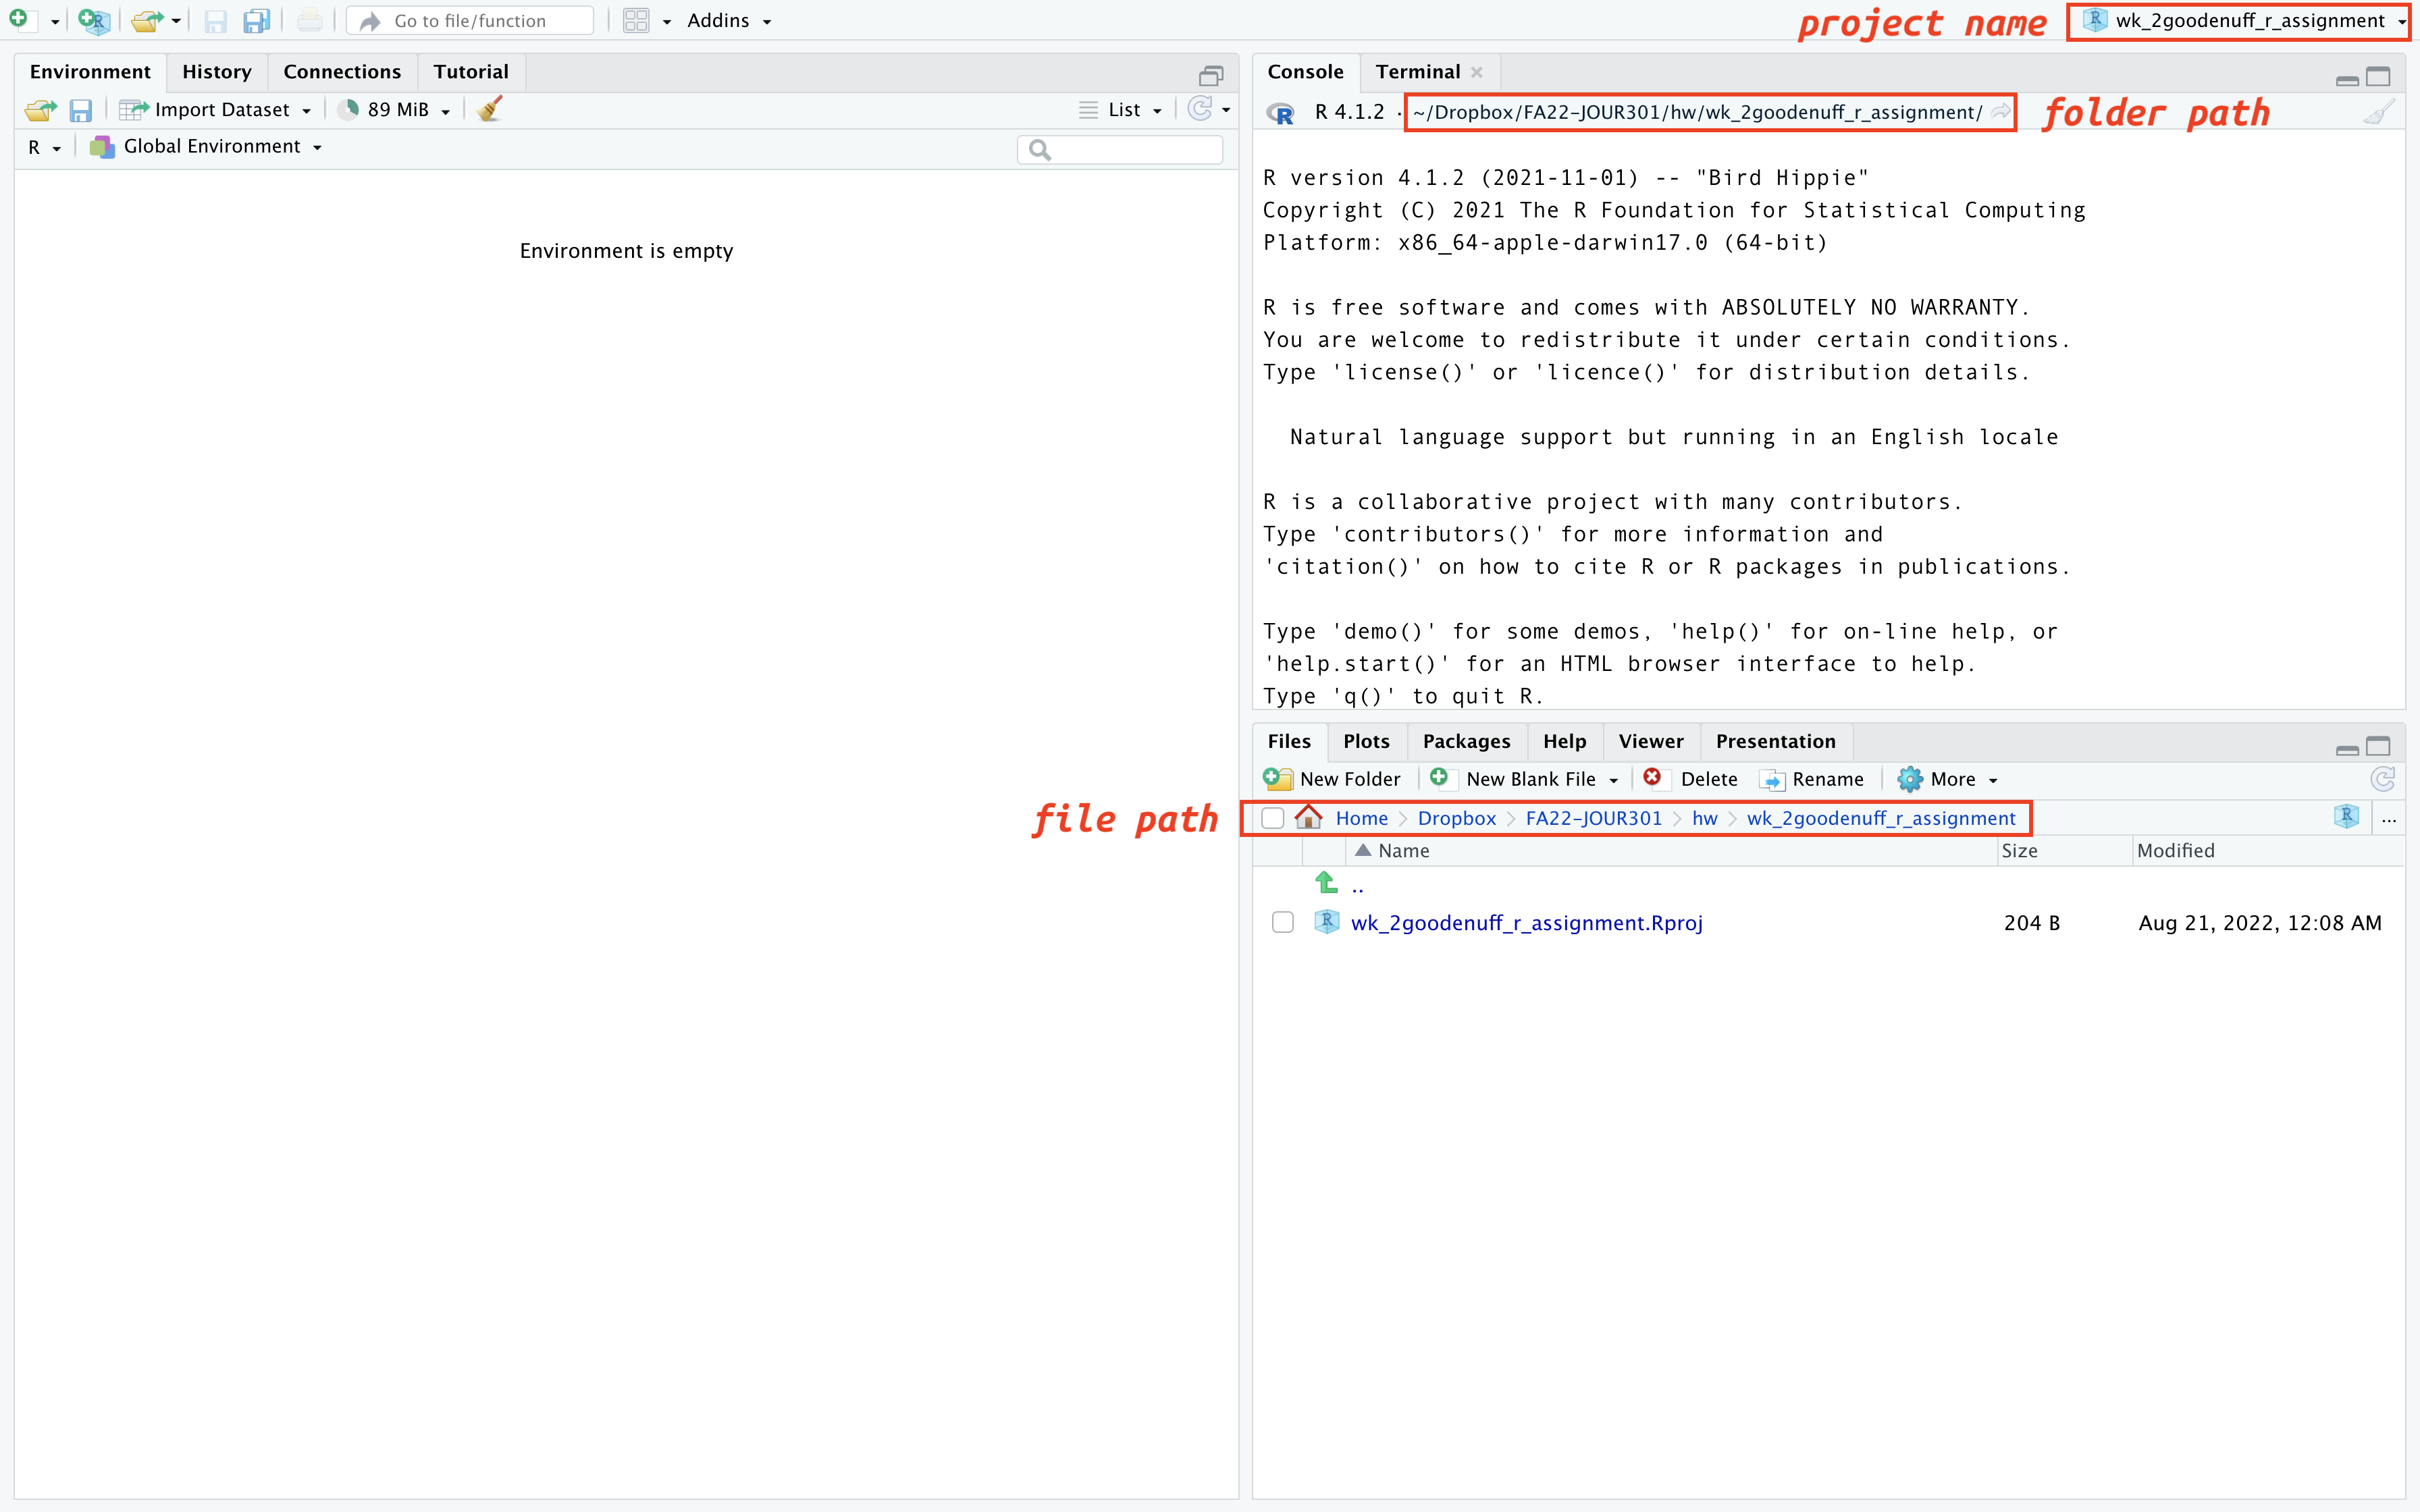 Go to file/function
Addins
project name
wk_2goodenuff_r_assignment
Environment History Connections Tutorial
Import Dataset 89 MiB List
R Global Environment
Environment is empty
Console Terminal
R 4.1.2 · ~/Dropbox/FA22-JOUR301/hw/wk_2goodenuff_r_assignment/ folder path
R version 4.1.2 (2021-11-01) -- "Bird Hippie"
Copyright (C) 2021 The R Foundation for Statistical Computing
Platform: x86_64-apple-darwin17.0 (64-bit)
R is free software and comes with ABSOLUTELY NO WARRANTY.
You are welcome to redistribute it under certain conditions.
Type 'license()' or 'licence()' for distribution details.
Natural language support but running in an English locale
R is a collaborative project with many contributors.
Type 'contributors()' for more information and
'citation()' on how to cite R or R packages in publications.
Type 'demo()' for some demos, 'help()' for on-line help, or
'help.start()' for an HTML browser interface to help.
Type 'q()' to quit R.
Files Plots Packages Help Viewer Presentation
New Folder New Blank File Delete Rename More
file path
Home Dropbox FA22-JOUR301 hw wk_2goodenuff_r_assignment ...
Name Size Modified
..
wk_2goodenuff_r_assignment.Rproj 204 B Aug 21, 2022, 12:08 AM